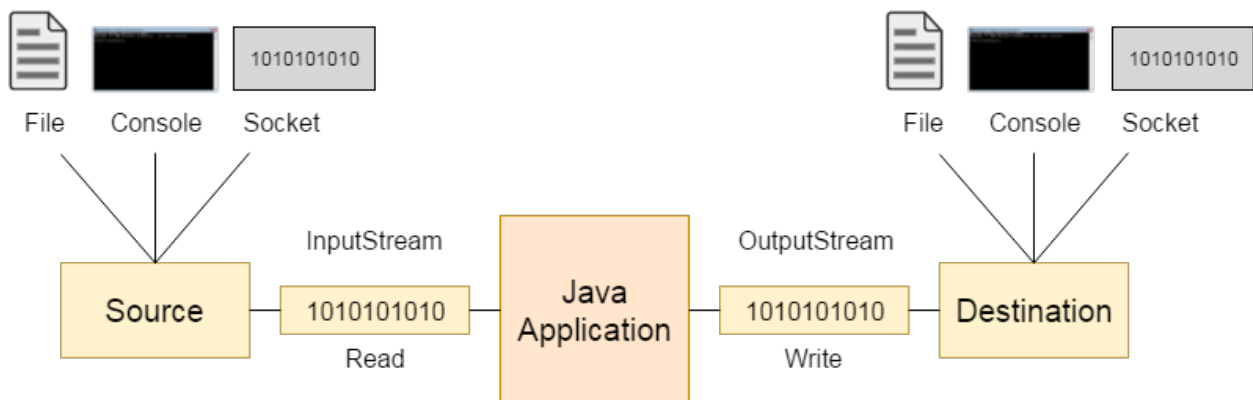 1010101010
1010101010
File
Console
Socket
File
Console
Socket
InputStream
OutputStream
Source
1010101010
Java
Application
1010101010
Destination
Read
Write